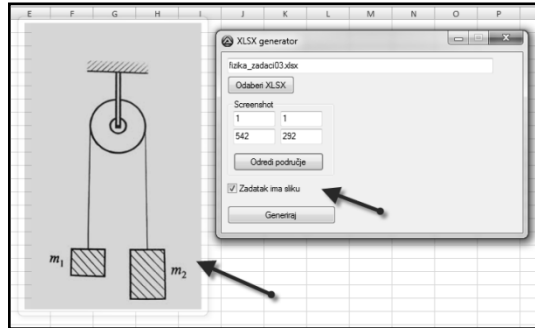 E F G H I J K L M N O P
XLSX generator
fizika_zadaci03.xlsx
Odaberi XLSX
Screenshot
1 1
542 292
Odredi područje
Zadatak ima sliku
Generiraj
m₁
m₂